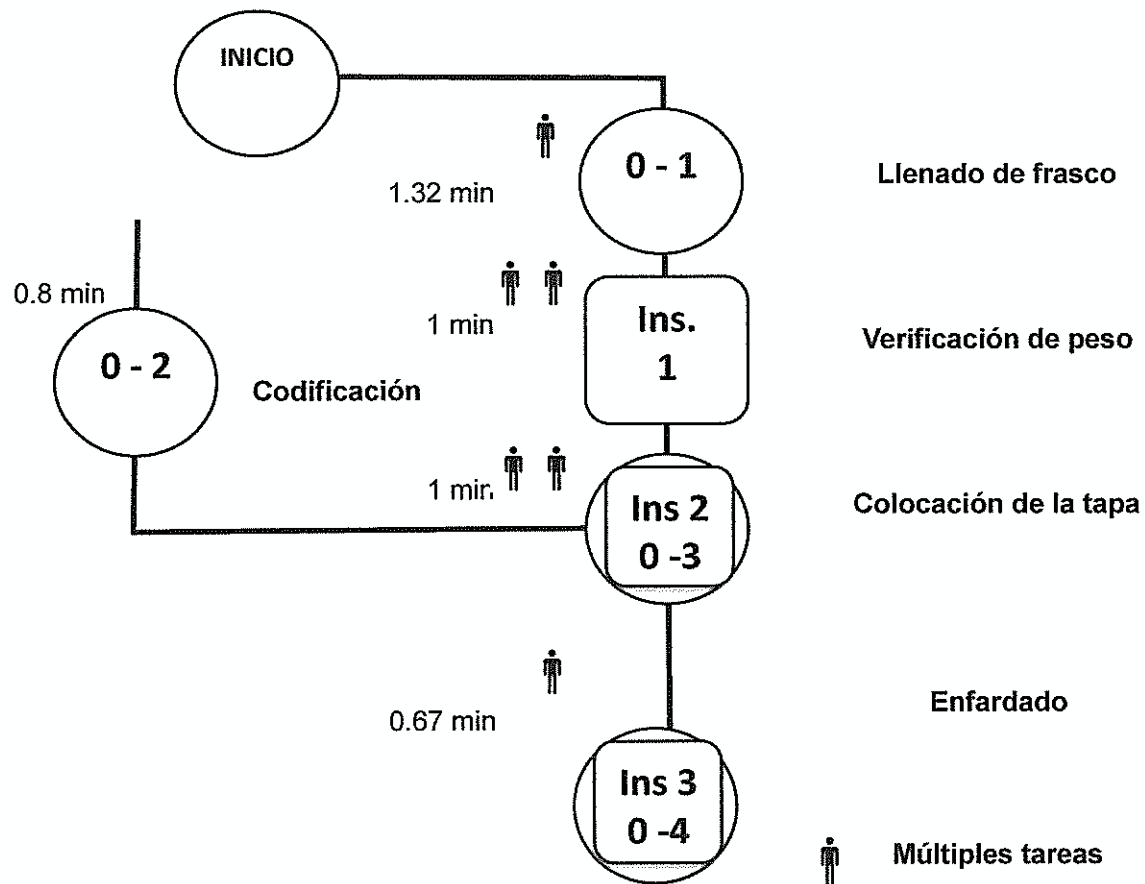 INICIO
0 - 1
Llenado de frasco
1.32 min
0.8 min
1 min
Ins.
1
Verificación de peso
0 - 2
Codificación
1 min.
Ins 2
0 -3
Colocación de la tapa
0.67 min
Enfardado
Ins 3
0 -4
Múltiples tareas